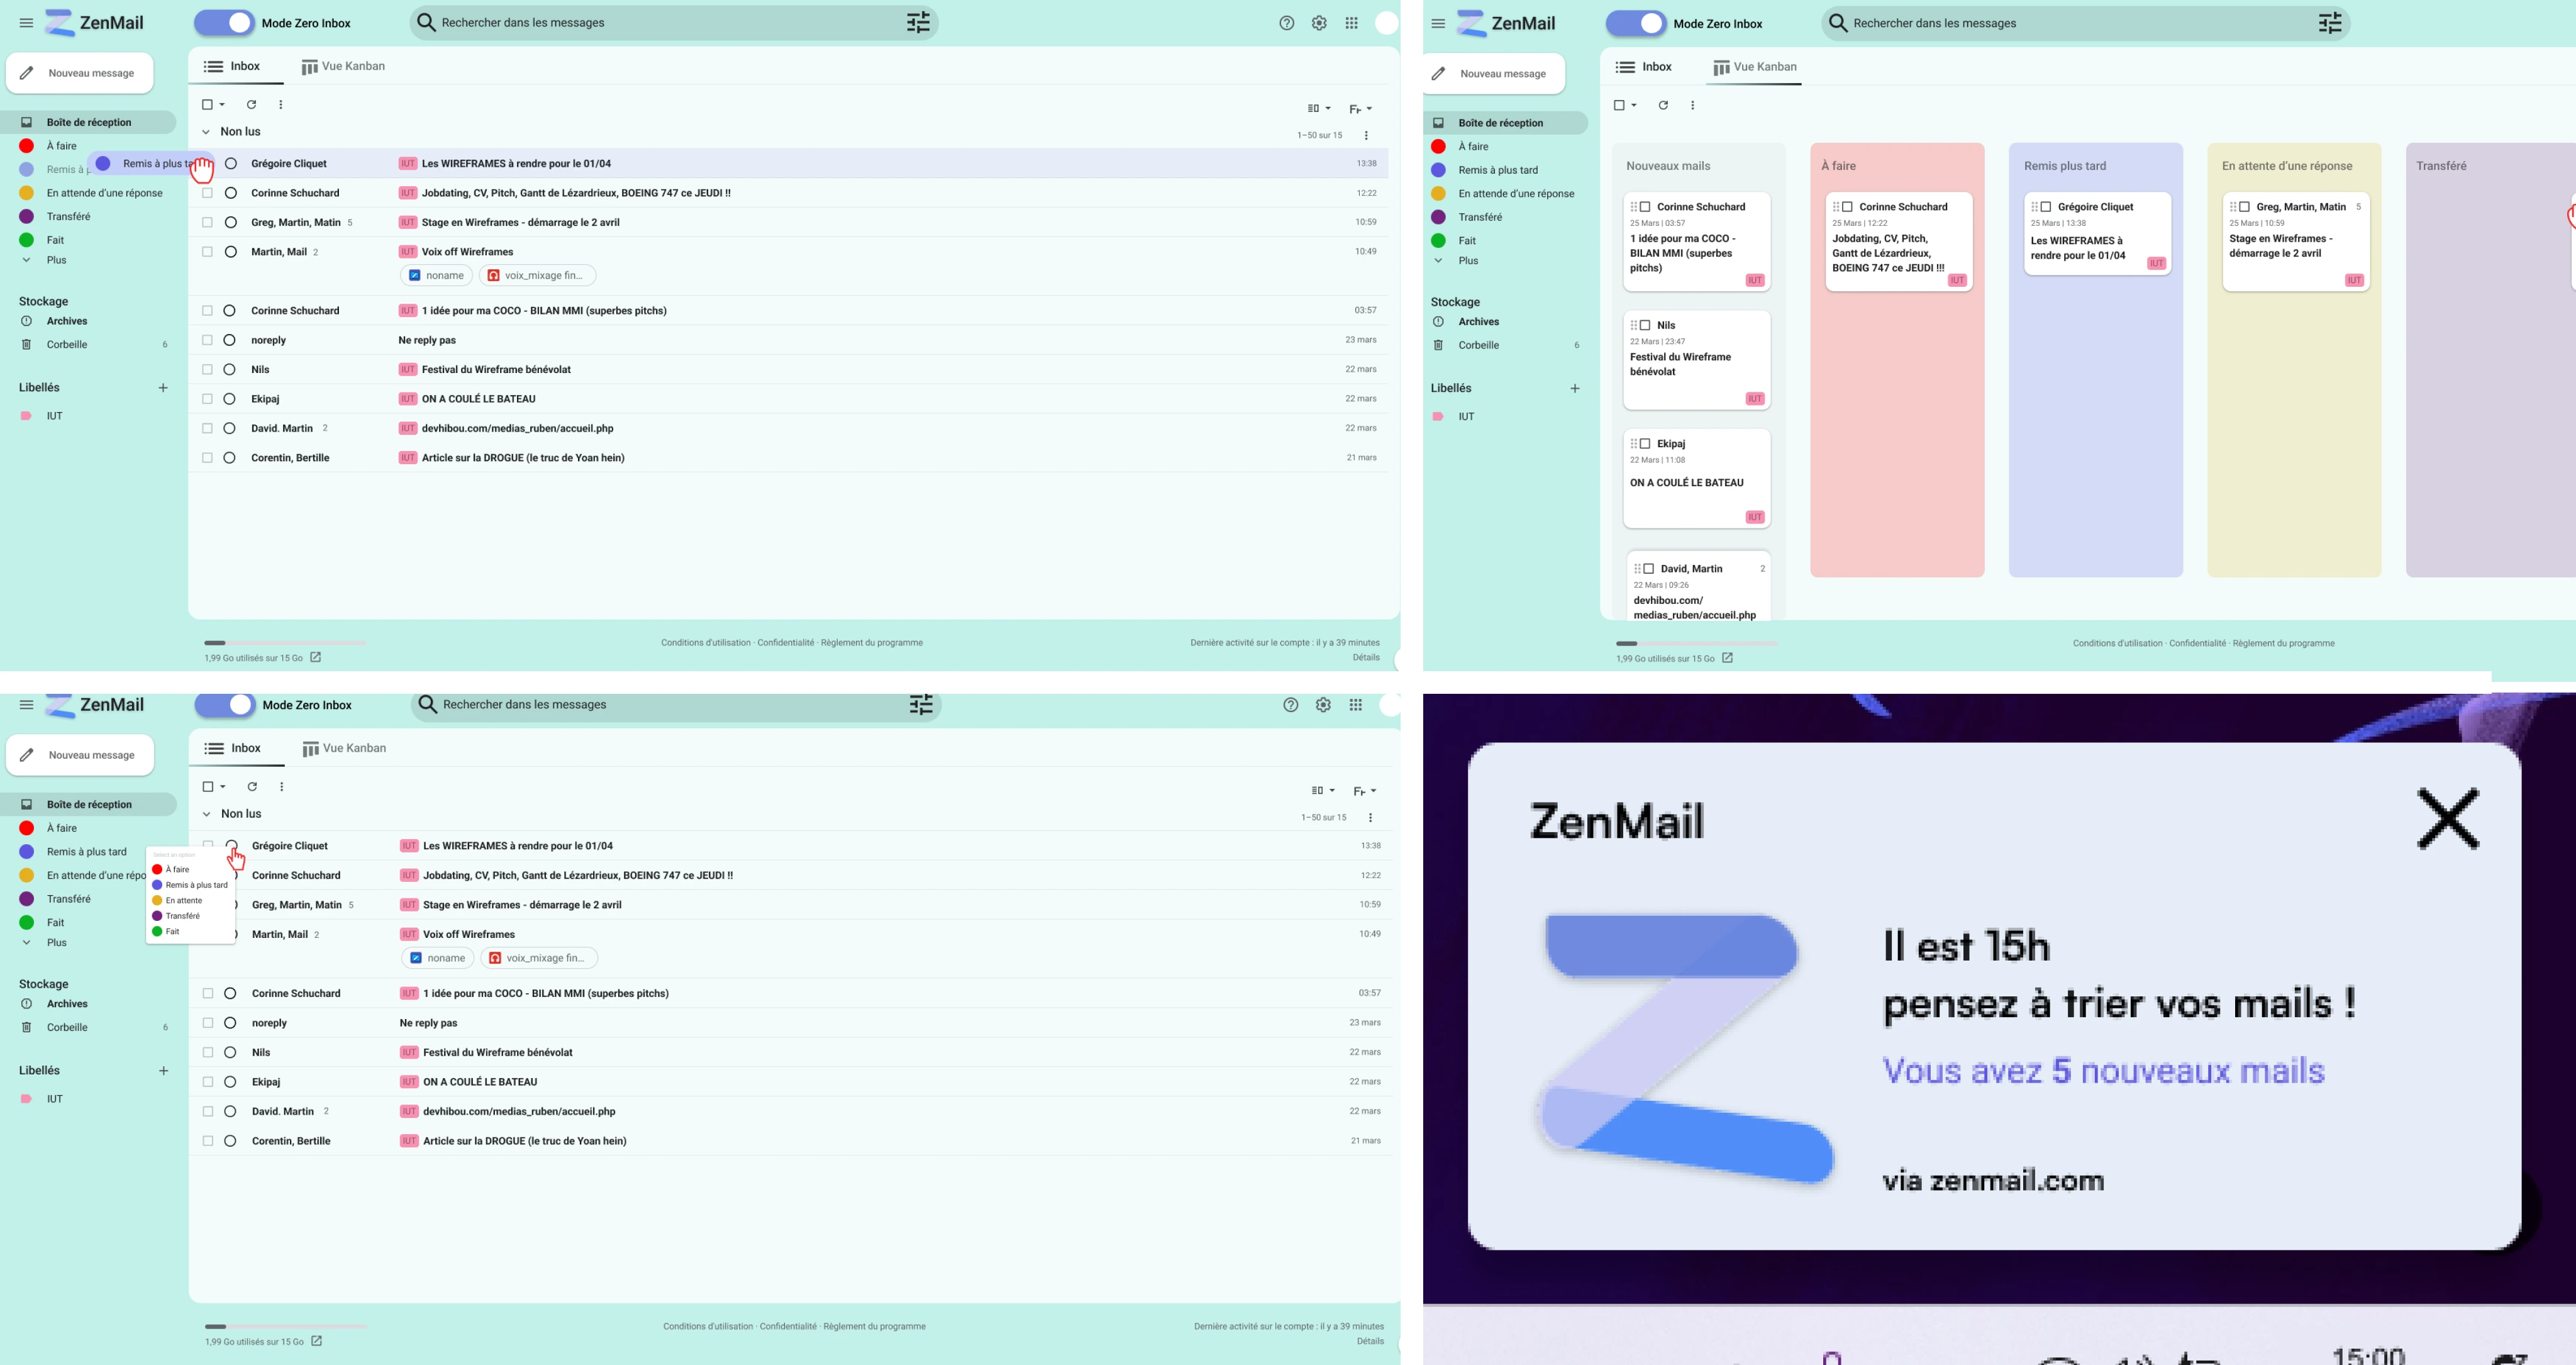 ZenMail
Mode Zero Inbox
Rechercher dans les messages
Nouveau message
Inbox
Vue Kanban
Boîte de réception
À faire
Remis à p
Remis à plus ta
En attende d'une réponse
Transféré
Fait
Plus
Stockage
Archives
Corbeille 6
Libellés
IUT
Non lus
1–50 sur 15
Grégoire Cliquet IUT Les WIREFRAMES à rendre pour le 01/04 13:38
Corinne Schuchard IUT Jobdating, CV, Pitch, Gantt de Lézardrieux, BOEING 747 ce JEUDI !! 12:22
Greg, Martin, Matin 5 IUT Stage en Wireframes - démarrage le 2 avril 10:59
Martin, Mail 2 IUT Voix off Wireframes 10:49
noname voix_mixage fin...
Corinne Schuchard IUT 1 idée pour ma COCO - BILAN MMI (superbes pitchs) 03:57
noreply Ne reply pas 23 mars
Nils IUT Festival du Wireframe bénévolat 22 mars
Ekipaj IUT ON A COULÉ LE BATEAU 22 mars
David. Martin 2 IUT devhibou.com/medias_ruben/accueil.php 22 mars
Corentin, Bertille IUT Article sur la DROGUE (le truc de Yoan hein) 21 mars
1,99 Go utilisés sur 15 Go
Conditions d'utilisation · Confidentialité · Règlement du programme
Dernière activité sur le compte : il y a 39 minutes
Détails
ZenMail
Mode Zero Inbox
Rechercher dans les messages
Nouveau message
Inbox
Vue Kanban
Boîte de réception
À faire
Remis à plus tard
En attende d'une réponse
Transféré
Fait
Plus
Stockage
Archives
Corbeille 6
Libellés
IUT
Nouveaux mails
Corinne Schuchard
25 Mars | 03:57
1 idée pour ma COCO -
BILAN MMI (superbes
pitchs)
IUT
Nils
22 Mars | 23:47
Festival du Wireframe
bénévolat
IUT
Ekipaj
22 Mars | 11:08
ON A COULÉ LE BATEAU
IUT
David, Martin 2
22 Mars | 09:26
devhibou.com/
medias_ruben/accueil.php
À faire
Corinne Schuchard
25 Mars | 12:22
Jobdating, CV, Pitch,
Gantt de Lézardrieux,
BOEING 747 ce JEUDI !!!
IUT
Remis plus tard
Grégoire Cliquet
25 Mars | 13:38
Les WIREFRAMES à
rendre pour le 01/04
IUT
En attente d'une réponse
Greg, Martin, Matin 5
25 Mars | 10:59
Stage en Wireframes -
démarrage le 2 avril
IUT
Transféré
1,99 Go utilisés sur 15 Go
Conditions d'utilisation · Confidentialité · Règlement du programme
ZenMail
Mode Zero Inbox
Rechercher dans les messages
Nouveau message
Inbox
Vue Kanban
Boîte de réception
À faire
Remis à plus tard
En attende d'une répo
Transféré
Fait
Plus
Stockage
Archives
Corbeille 6
Libellés
IUT
Select an option
À faire
Remis à plus tard
En attente
Transféré
Fait
Non lus
1–50 sur 15
Grégoire Cliquet IUT Les WIREFRAMES à rendre pour le 01/04 13:38
Corinne Schuchard IUT Jobdating, CV, Pitch, Gantt de Lézardrieux, BOEING 747 ce JEUDI !! 12:22
Greg, Martin, Matin 5 IUT Stage en Wireframes - démarrage le 2 avril 10:59
Martin, Mail 2 IUT Voix off Wireframes 10:49
noname voix_mixage fin...
Corinne Schuchard IUT 1 idée pour ma COCO - BILAN MMI (superbes pitchs) 03:57
noreply Ne reply pas 23 mars
Nils IUT Festival du Wireframe bénévolat 22 mars
Ekipaj IUT ON A COULÉ LE BATEAU 22 mars
David. Martin 2 IUT devhibou.com/medias_ruben/accueil.php 22 mars
Corentin, Bertille IUT Article sur la DROGUE (le truc de Yoan hein) 21 mars
1,99 Go utilisés sur 15 Go
Conditions d'utilisation · Confidentialité · Règlement du programme
Dernière activité sur le compte : il y a 39 minutes
Détails
ZenMail
Il est 15h
pensez à trier vos mails !
Vous avez 5 nouveaux mails
via zenmail.com
15:00